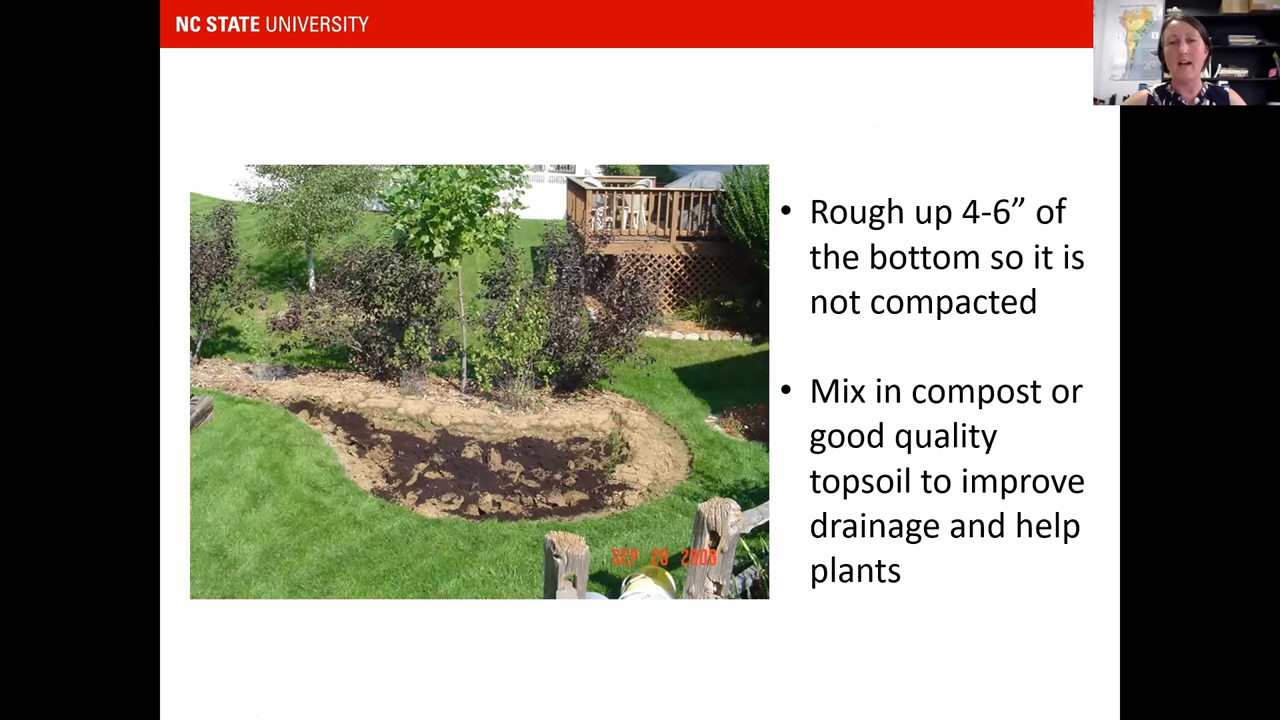 NC STATE UNIVERSITY
• Rough up 4-6” of
the bottom so it is
not compacted
• Mix in compost or
good quality
topsoil to improve
drainage and help
plants